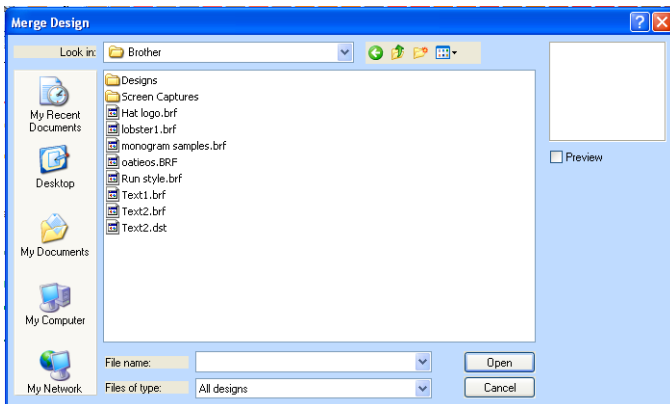 Merge Design
Look in:
Brother
My Recent
Documents
Desktop
My Documents
My Computer
My Network
Designs
Screen Captures
Hat logo.brf
lobster1.brf
monogram samples.brf
oatieos.BRF
Run style.brf
Text1.brf
Text2.brf
Text2.dst
Preview
File name:
Open
Files of type:
All designs
Cancel